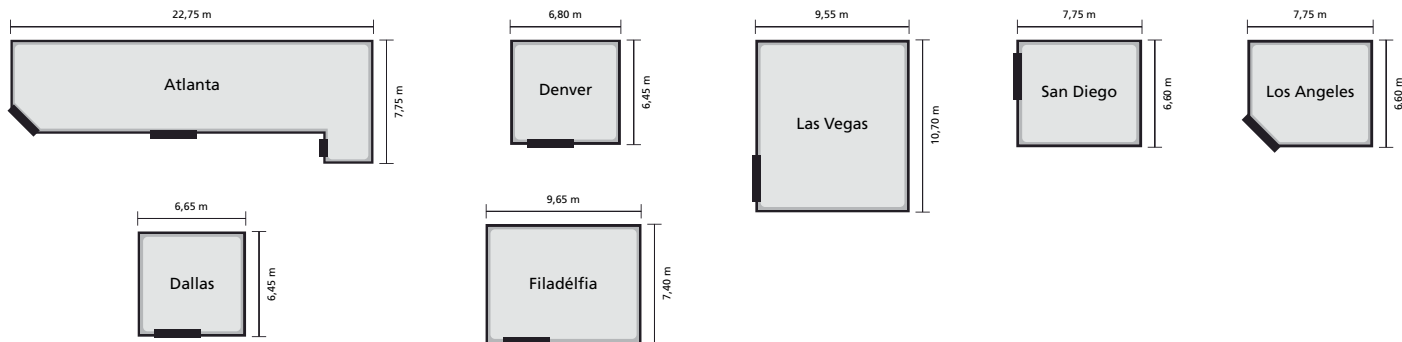 22,75 m
Atlanta
7,75 m
6,80 m
Denver
6,45 m
9,55 m
Las Vegas
10,70 m
7,75 m
San Diego
6,60 m
7,75 m
Los Angeles
6,60 m
6,65 m
Dallas
6,45 m
9,65 m
Filadélfia
7,40 m